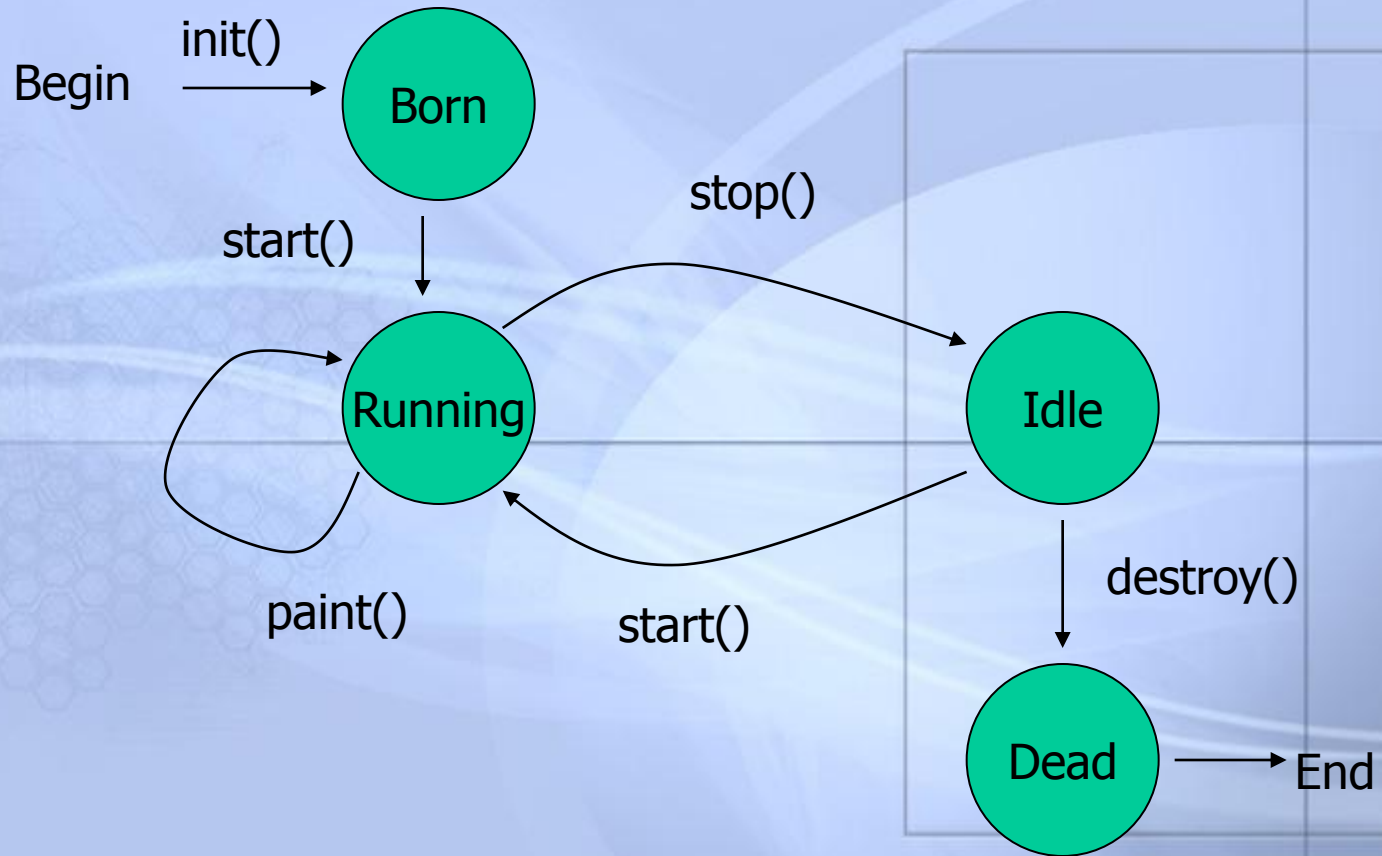 init()
Begin
Born
stop()
start()
Running
Idle
destroy()
paint()
start()
Dead
End